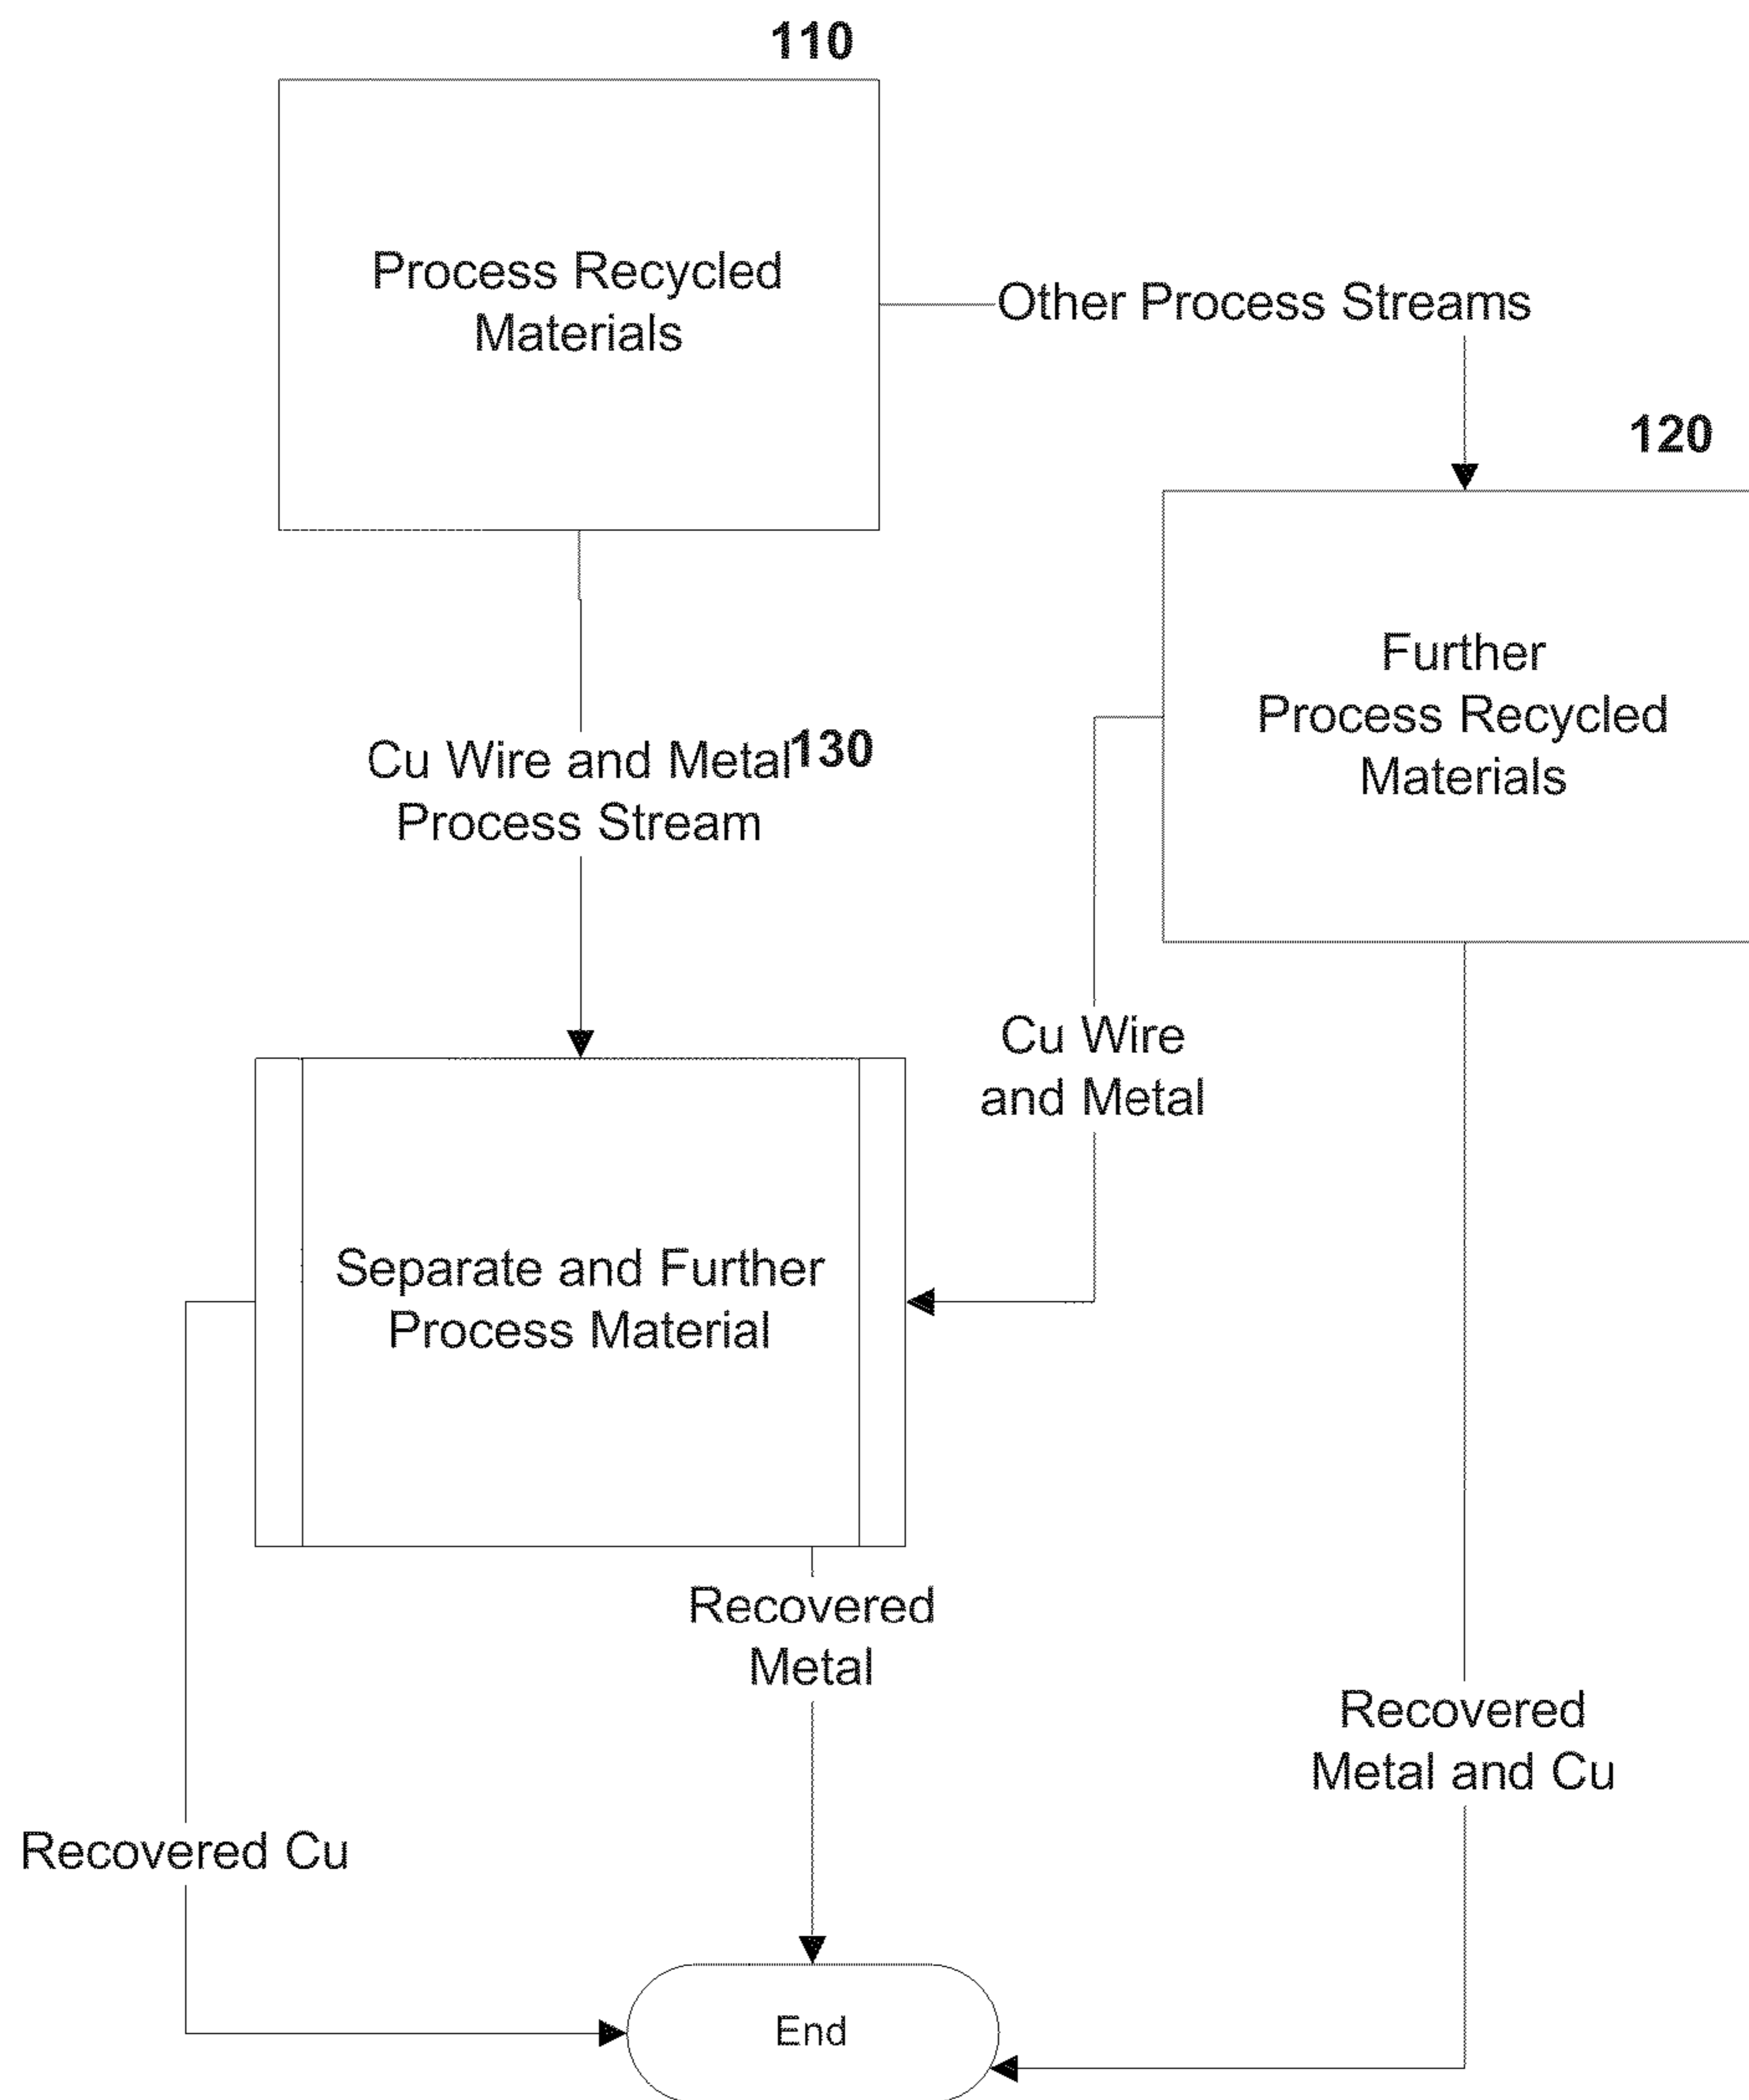 110
Process Recycled
Materials
Other Process Streams
120
Further
Process Recycled
Materials
Cu Wire and Metal
130
Process Stream
Cu Wire
and Metal
Separate and Further
Process Material
Recovered
Metal
Recovered
Metal and Cu
Recovered Cu
End